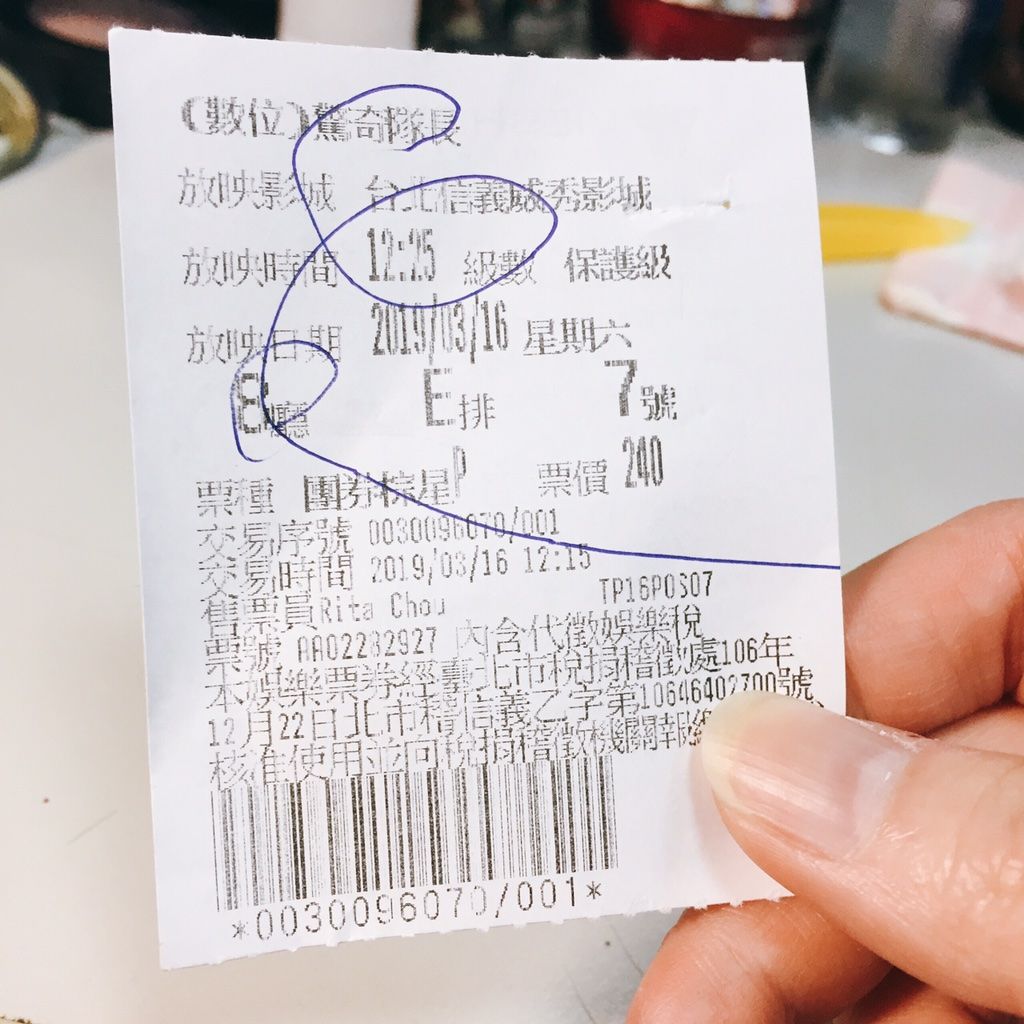 (數位)驚奇隊長
放映影城 台北信義威秀影城
放映時間 12:25 級數 保護級
放映日期 2019/03/16 星期六
廳 E排 7號
票種 團券棕星P 票價 240
交易序號 0030096070/001
交易時間 2019/03/16 12:15
售票員Rita Chou TP16POS07
票號 AA02232927 內含代徵娛樂稅
本娛樂票券經臺北市稅捐稽徵處106年
12月22日北市稽信義乙字第10646402700號
核准使用並回稅捐稽徵機關報繳
*0030096070/001*